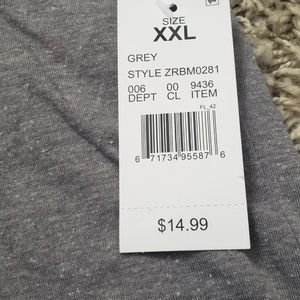 SIZE
XXL
GREY
STYLE ZRBM0281
006 00 9436
DEPT CL ITEM
FL_42
6 71734 95587 6
$14.99